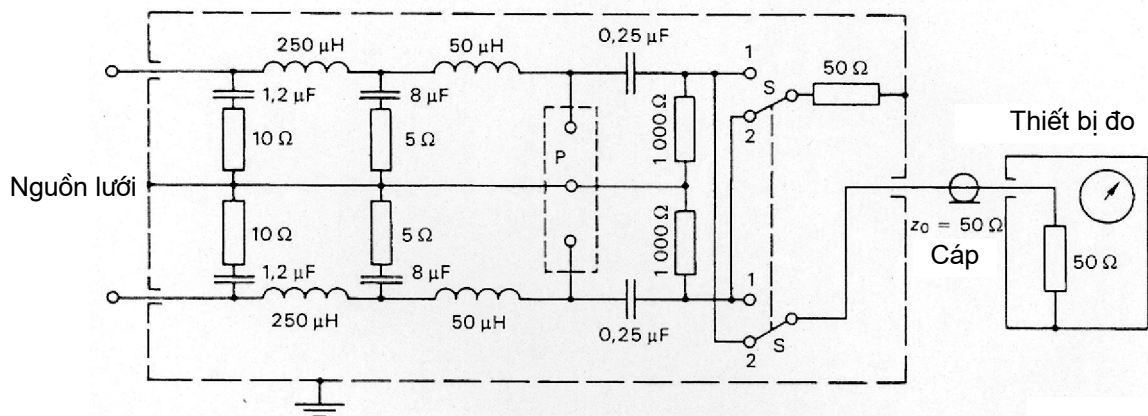 250 µH
50 µH
0,25 µF
1
50 Ω
S
1,2 µF
8 µF
2
10 Ω
5 Ω
P
1 000 Ω
Thiết bị đo
Nguồn lưới
10 Ω
5 Ω
1 000 Ω
z₀ = 50 Ω
Cáp
50 Ω
1,2 µF
8 µF
1
250 µH
50 µH
0,25 µF
2
S